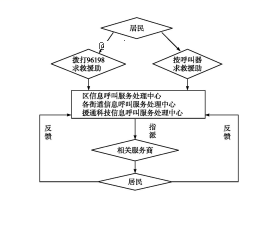 居民
@
拨打96198
求救援助
按呼叫器
求救援助
区信息呼叫服务处理中心
各街道信息呼叫服务处理中心
援通科技信息呼叫服务处理中心
反馈
指派
反馈
相关服务商
居民